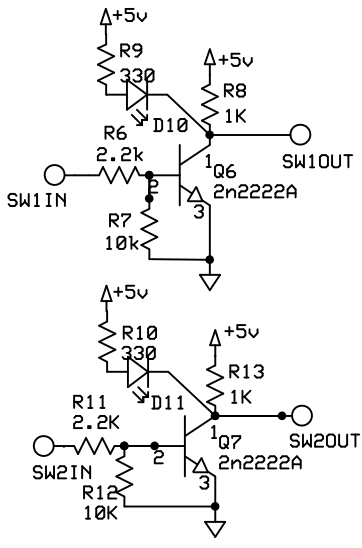 +5v
R9
330
D10
+5v
R8
1K
R6
2.2k
SW1IN
2
R7
10k
1
Q6
2n2222A
3
SW1OUT
+5v
R10
330
D11
+5v
R13
1K
R11
2.2K
SW2IN
2
R12
10K
1
Q7
2n2222A
3
SW2OUT